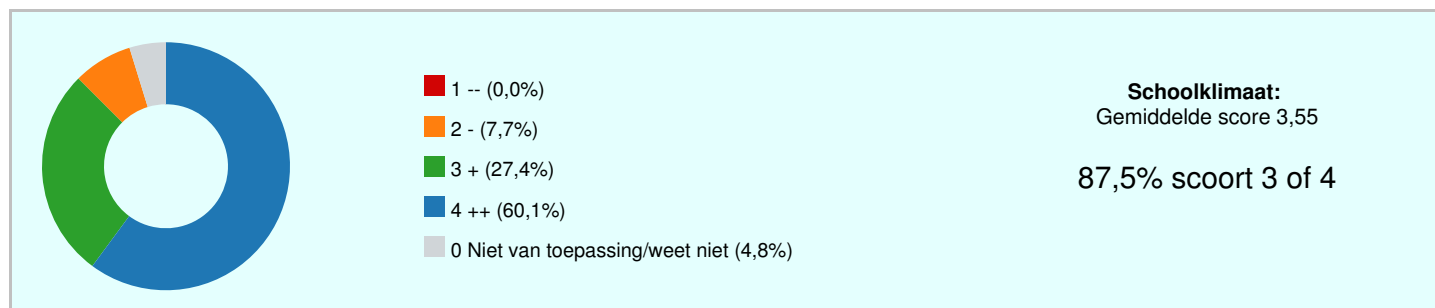 1 -- (0,0%)
2 - (7,7%)
3 + (27,4%)
4 ++ (60,1%)
0 Niet van toepassing/weet niet (4,8%)
Schoolklimaat:
Gemiddelde score 3,55
87,5% scoort 3 of 4